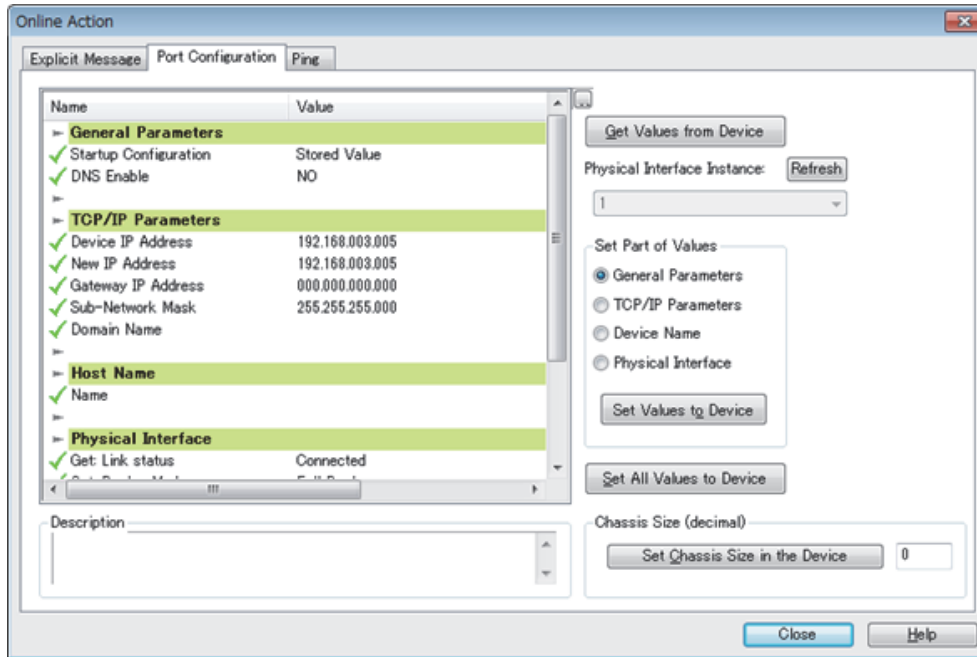 Online Action
Explicit Message Port Configuration Ping
Name Value
General Parameters
Startup Configuration Stored Value
DNS Enable NO
TCP/IP Parameters
Device IP Address 192.168.003.005
New IP Address 192.168.003.005
Gateway IP Address 000.000.000.000
Sub-Network Mask 255.255.255.000
Domain Name
Host Name
Name
Physical Interface
Get: Link status Connected
...
Get Values from Device
Physical Interface Instance: Refresh
1
Set Part of Values
General Parameters
TCP/IP Parameters
Device Name
Physical Interface
Set Values to Device
Set All Values to Device
Description
Chassis Size (decimal)
Set Chassis Size in the Device 0
Close Help